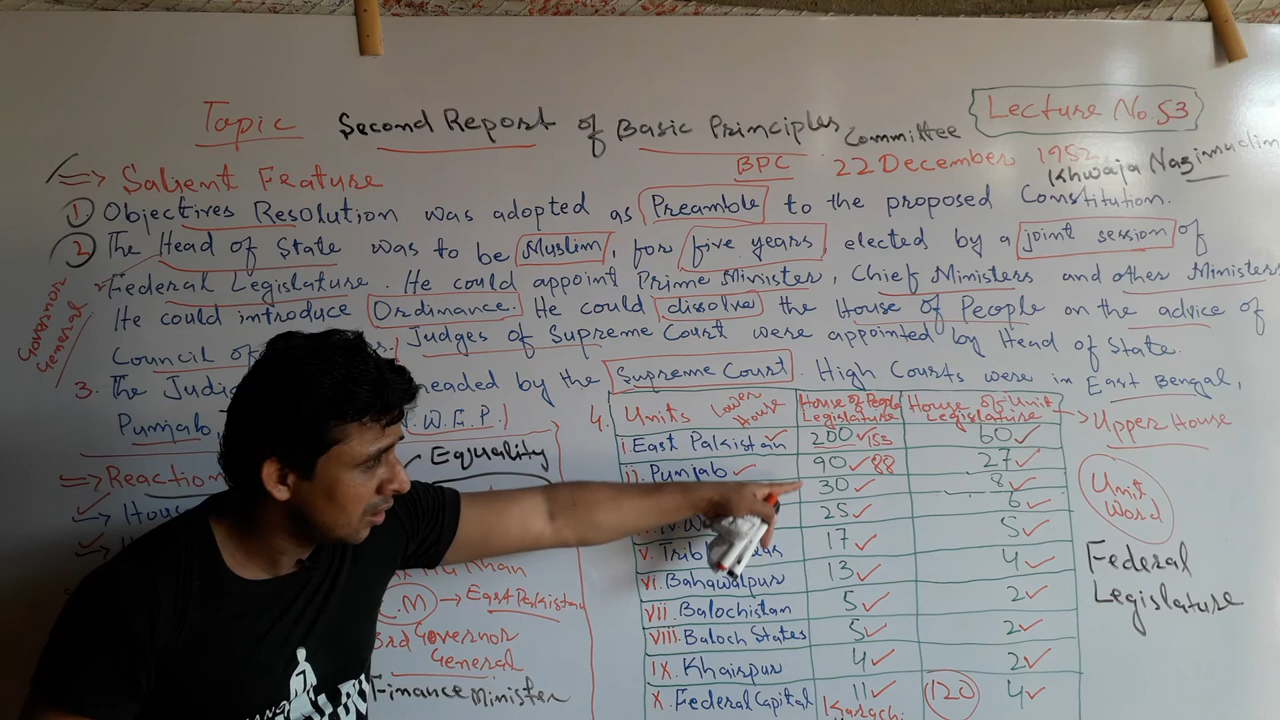 Topic Second Report of Basic Principles Committee
Lecture No.53
BPC 22 December 1952
Khwaja Nazimudin
=> Salient Feature
① Objectives Resolution was adopted as Preamble to the proposed Constitution.
② The Head of State was to be Muslim, for five years, elected by a joint session of
Federal Legislature. He could appoint Prime Minister, Chief Ministers and other Ministers
He could introduce Ordinance. He could disolve the House of People on the advice of
Council of Judges of Supreme Court were appointed by Head of State.
Governor General
3. The headed by the Supreme Court. High Courts were in East Bengal,
Punjab, W.F.P.)
=> Reaction
Equality
Khan
C.M → East Pakistan
3rd Governor
General
Finance Minister
4. Units Lower House House of People Legislature House of Unit Legislature → Upper House
i. East Pakistan ✓ 200 ✓ 153 60 ✓
ii. Punjab ✓ 90 ✓ 88 27 ✓
30 ✓ 8 ✓
25 ✓ 6 ✓
v. 17 ✓ 5 ✓
vi. Bahawalpur 13 ✓ 4 ✓
vii. Balochistan 5 ✓ 2 ✓
viii. Baloch States 5 ✓ 2 ✓
ix. Khairpur 4 ✓ 2 ✓
x. Federal Capital 11 ✓ 120 4 ✓
Karachi
Unit Word
Federal
Legislature